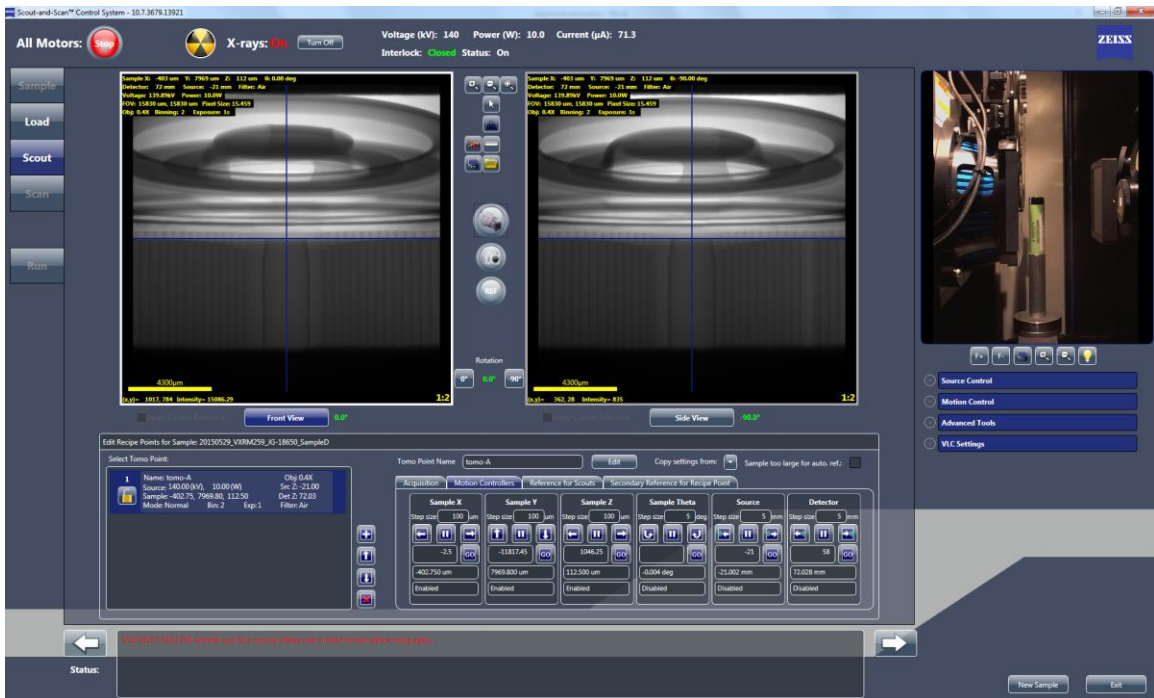 Scout-and-Scan™ Control System - 10.7.3679.13921
All Motors: Stop
X-rays: On
Turn Off
Voltage (kV): 140 Power (W): 10.0 Current (µA): 71.3
Interlock: Closed Status: On
ZEISS
Sample
Load
Scout
Scan
Run
Sample X: -403 um Y: 7969 um Z: 112 um θ: 0.00 deg
Detector: 72 mm Source: -21 mm Filter: Air
Voltage: 139.89kV Power: 10.0W
FOV: 15830 um, 15830 um Pixel Size: 15.459
Obj: 0.4X Binning: 2 Exposure: 1s
4300µm
(x,y)= 1017, 784 Intensity= 15086.29
1:2
Sample X: -403 um Y: 7969 um Z: 112 um θ: -90.00 deg
Detector: 72 mm Source: -21 mm Filter: Air
Voltage: 139.89kV Power: 10.0W
FOV: 15830 um, 15830 um Pixel Size: 15.459
Obj: 0.4X Binning: 2 Exposure: 1s
4300µm
(x,y)= 362, 28 Intensity= 835
1:2
REF
Rotation
0° 0.0° -90°
Front View
0.0°
Side View
-90.0°
F+ F-
Source Control
Motion Control
Advanced Tools
VLC Settings
Edit Recipe Points for Sample: 20150529_VXRM259_JG-18650_SampleD
Select Tomo Point:
1
Name: tomo-A Obj: 0.4X
Source: 140.00 (kV), 10.00 (W) Src Z: -21.00
Sample: -402.75, 7969.80, 112.50 Det Z: 72.03
Mode: Normal Bin: 2 Exp: 1 Filter: Air
Tomo Point Name tomo-A Edit Copy settings from: Sample too large for auto. ref.:
Acquisition Motion Controllers Reference for Scouts Secondary Reference for Recipe Point
Sample X Sample Y Sample Z Sample Theta Source Detector
Step size 100 um Step size 100 um Step size 100 um Step size 5 deg Step size 5 mm Step size 5 mm
-2.5 GO -11817.45 GO 1046.25 GO GO -21 GO 58 GO
-402.750 um 7969.800 um 112.500 um -0.004 deg -21.002 mm 72.028 mm
Enabled Enabled Enabled Disabled Disabled Disabled
Status:
New Sample Exit